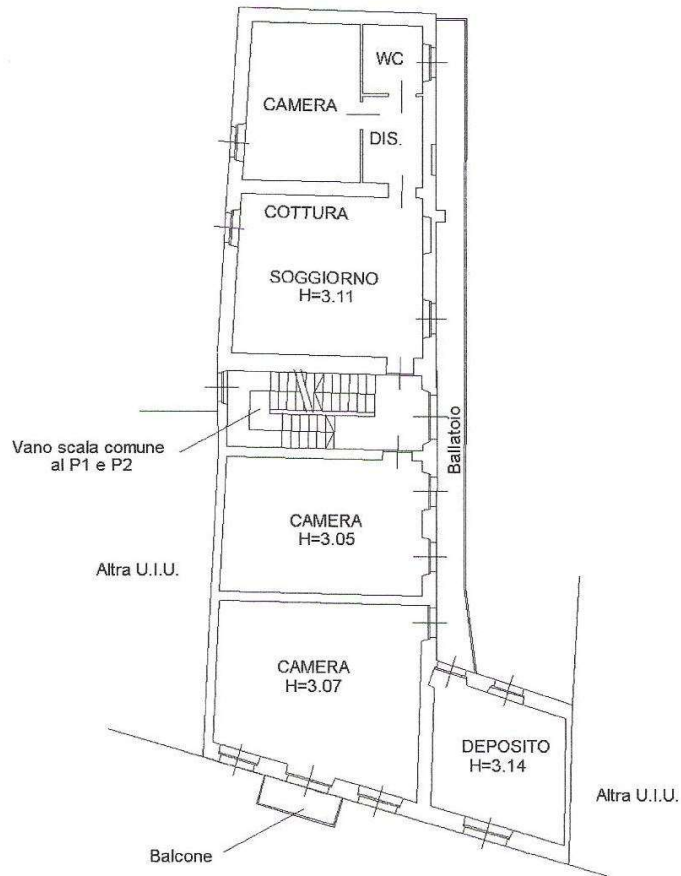 WC
CAMERA
DIS.
COTTURA
SOGGIORNO
H=3.11
Vano scala comune
al P1 e P2
Ballatoio
CAMERA
H=3.05
Altra U.I.U.
CAMERA
H=3.07
DEPOSITO
H=3.14
Altra U.I.U.
Balcone